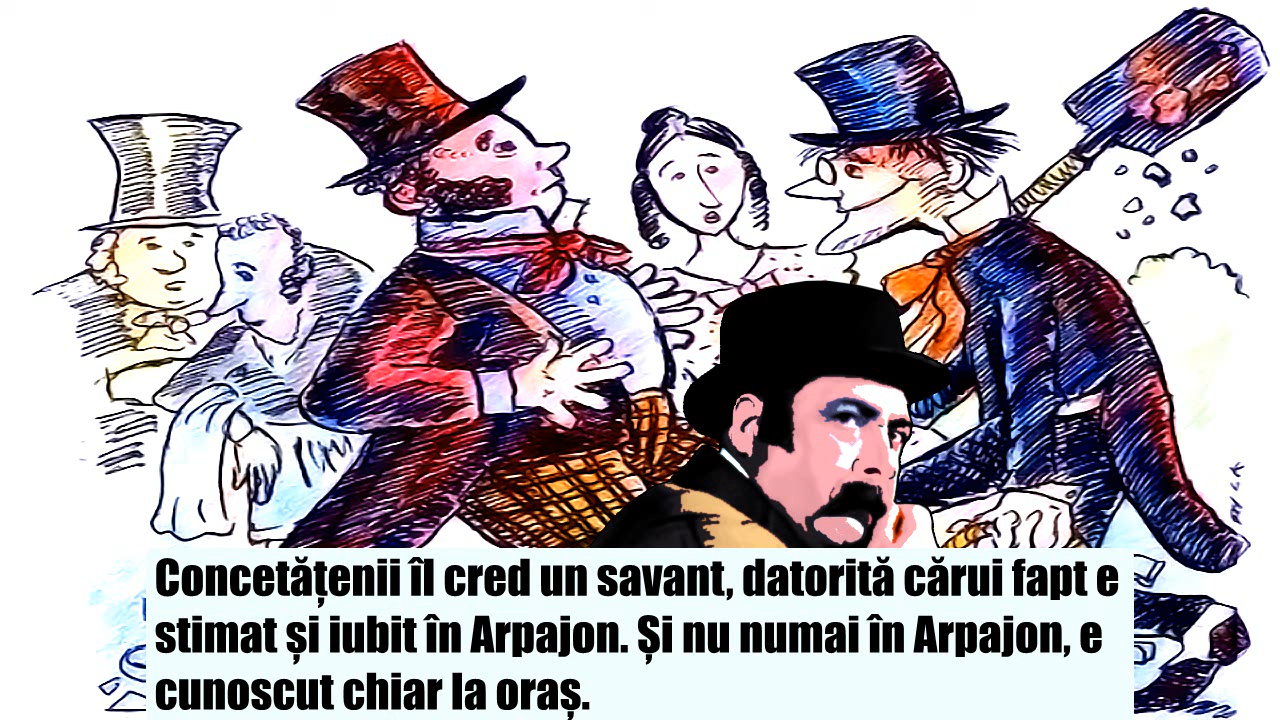 Concetățenii îl cred un savant, datorită cărui fapt e
stimat și iubit în Arpajon. Și nu numai în Arpajon, e
cunoscut chiar la oraș.